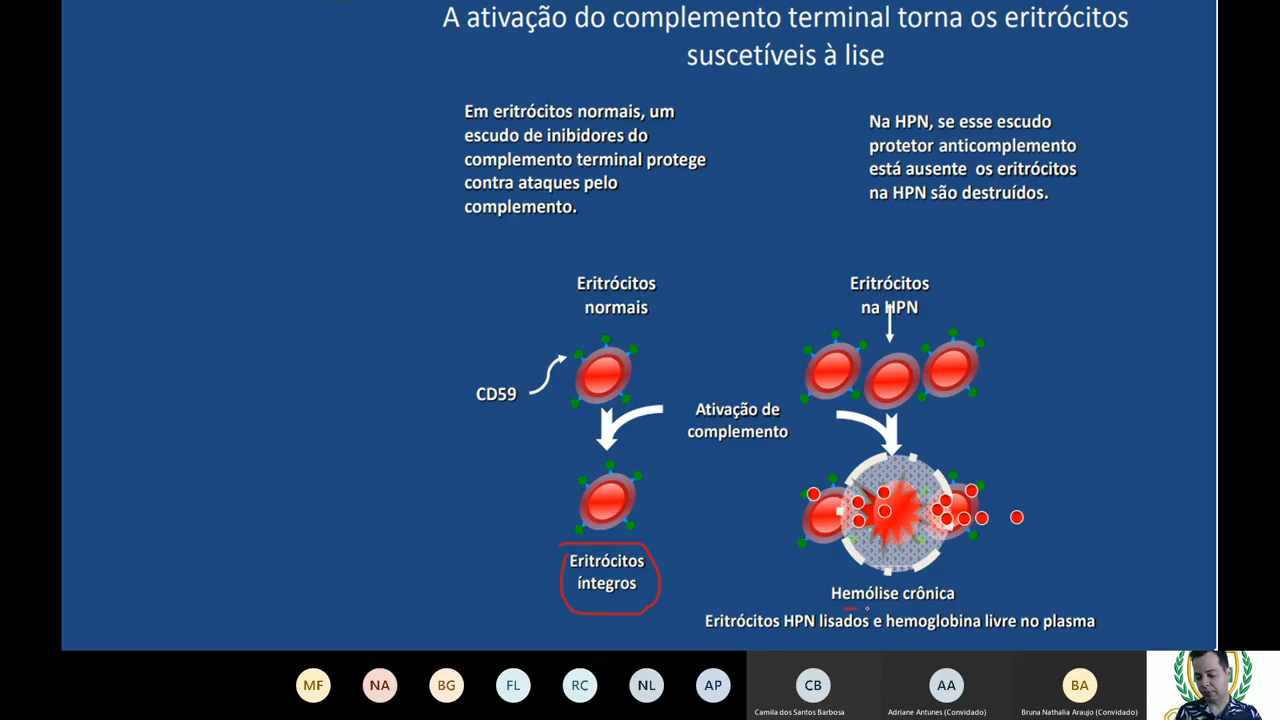 A ativação do complemento terminal torna os eritrócitos
suscetíveis à lise
Em eritrócitos normais, um
escudo de inibidores do
complemento terminal protege
contra ataques pelo
complemento.
Na HPN, se esse escudo
protetor anticomplemento
está ausente os eritrócitos
na HPN são destruídos.
Eritrócitos
normais
Eritrócitos
na HPN
CD59
Ativação de
complemento
Eritrócitos
íntegros
Hemólise crônica
Eritrócitos HPN lisados e hemoglobina livre no plasma
MF
NA
BG
FL
RC
NL
AP
CB
AA
BA
Camila dos Santos Barbosa
Adriane Antunes (Convidado)
Bruna Nathalia Araujo (Convidado)